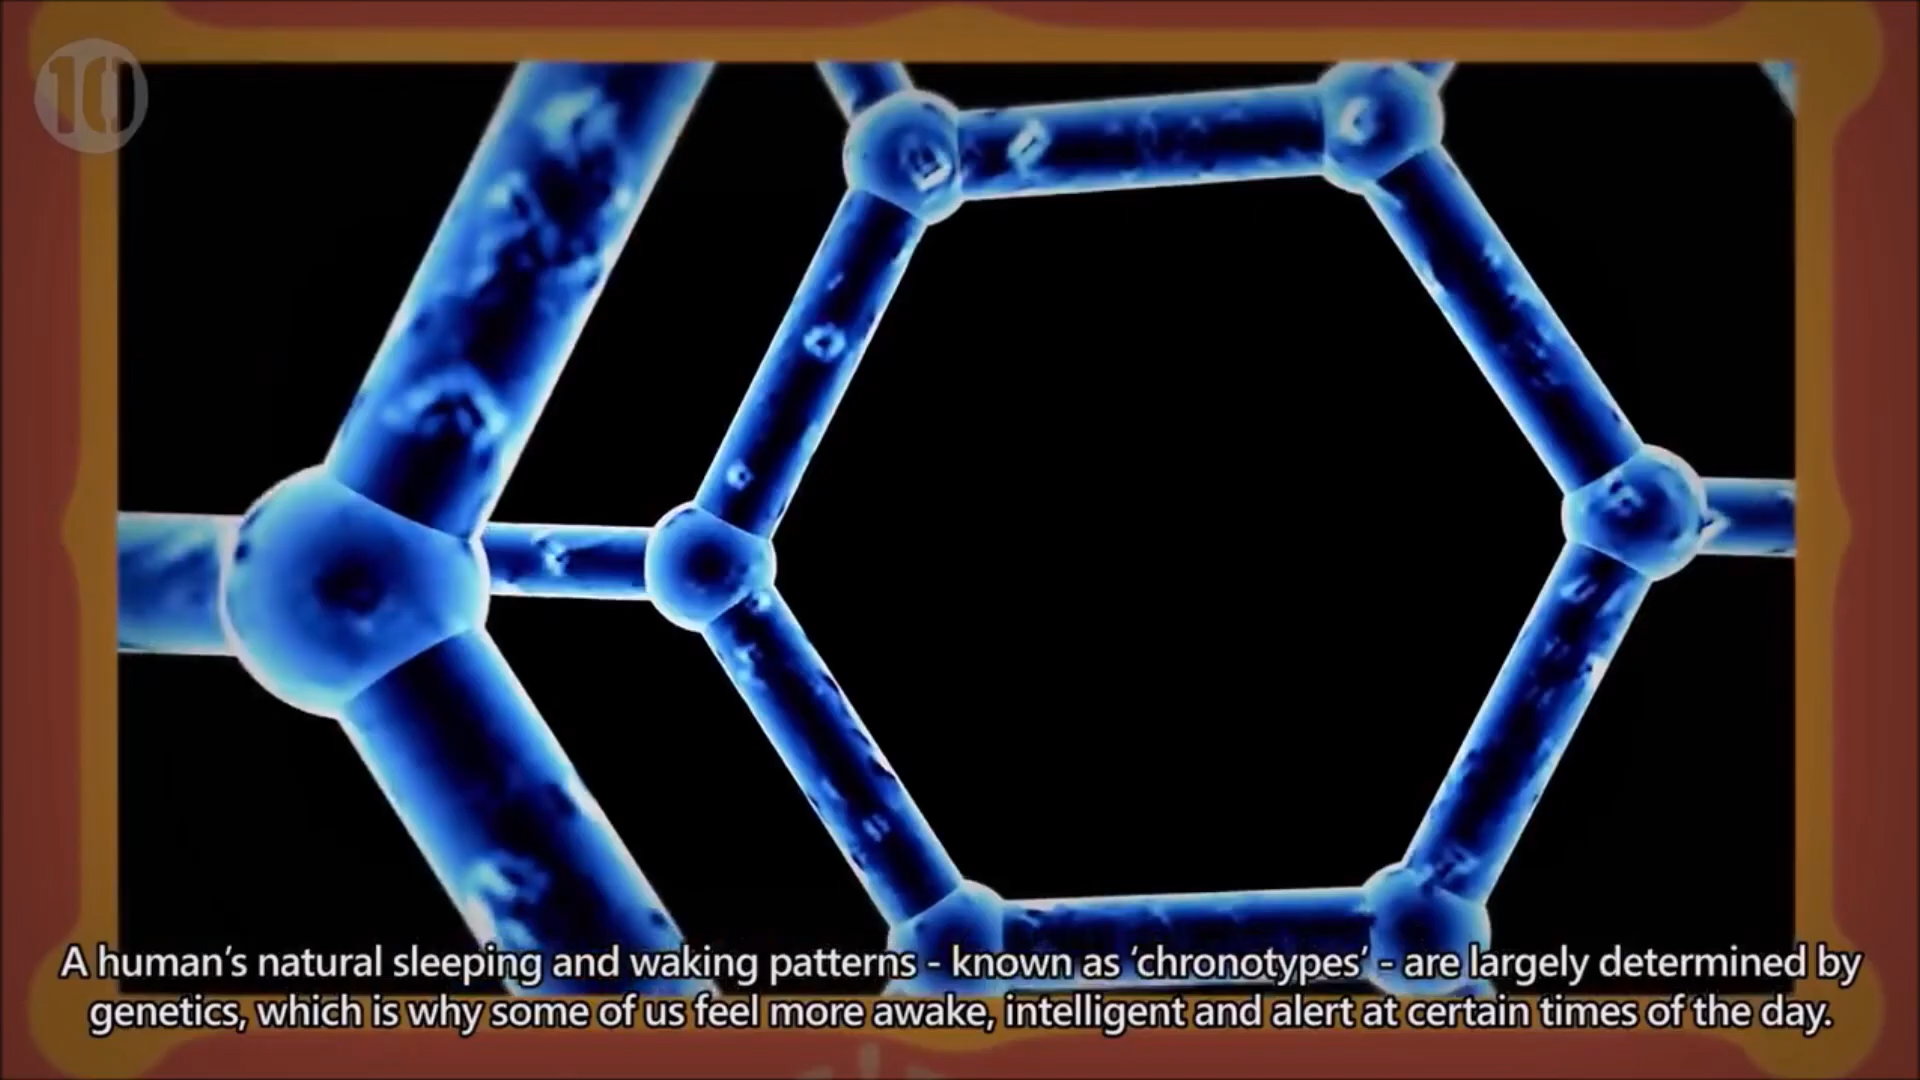 10
A human’s natural sleeping and waking patterns - known as ‘chronotypes’ - are largely determined by
genetics, which is why some of us feel more awake, intelligent and alert at certain times of the day.